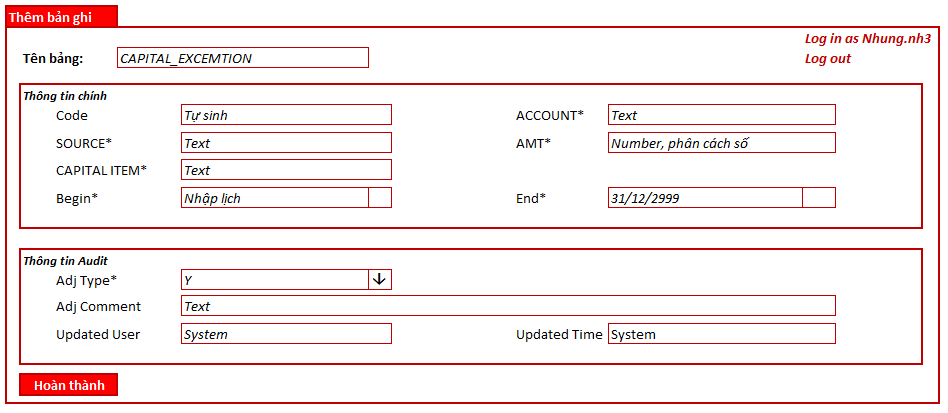 Thêm bản ghi
Log in as Nhung.nh3
Tên bảng: CAPITAL_EXCEMTION
Log out
Thông tin chính
Code Tự sinh ACCOUNT* Text
SOURCE* Text AMT* Number, phân cách số
CAPITAL ITEM* Text
Begin* Nhập lịch End* 31/12/2999
Thông tin Audit
Adj Type* Y
Adj Comment Text
Updated User System Updated Time System
Hoàn thành